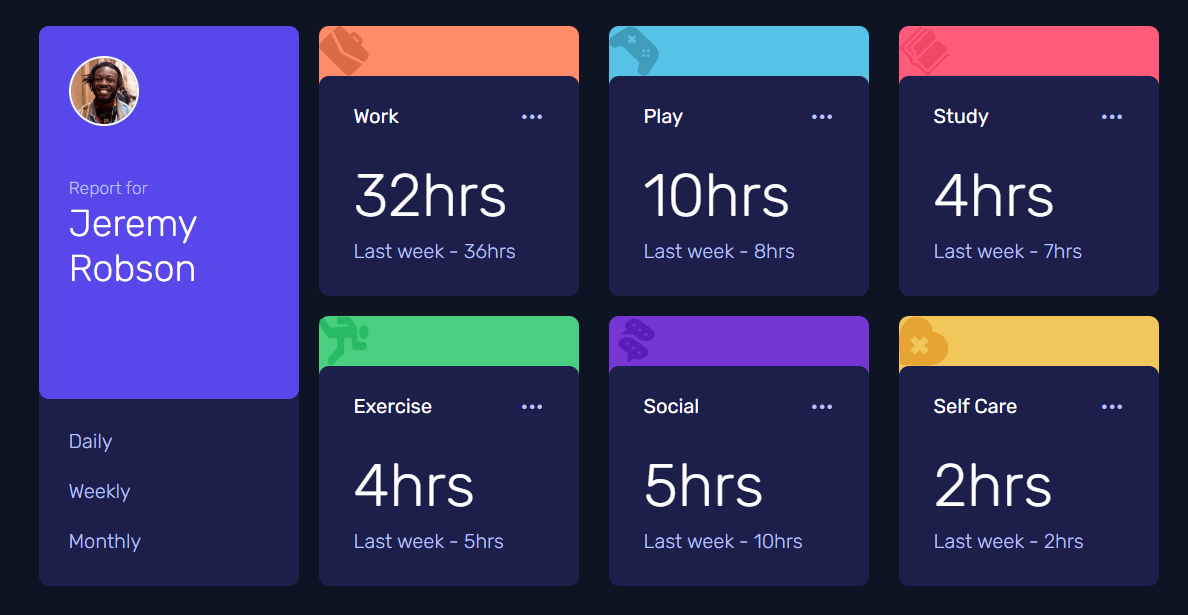 Report for
Jeremy
Robson
Daily
Weekly
Monthly
Work
32hrs
Last week - 36hrs
Play
10hrs
Last week - 8hrs
Study
4hrs
Last week - 7hrs
Exercise
4hrs
Last week - 5hrs
Social
5hrs
Last week - 10hrs
Self Care
2hrs
Last week - 2hrs